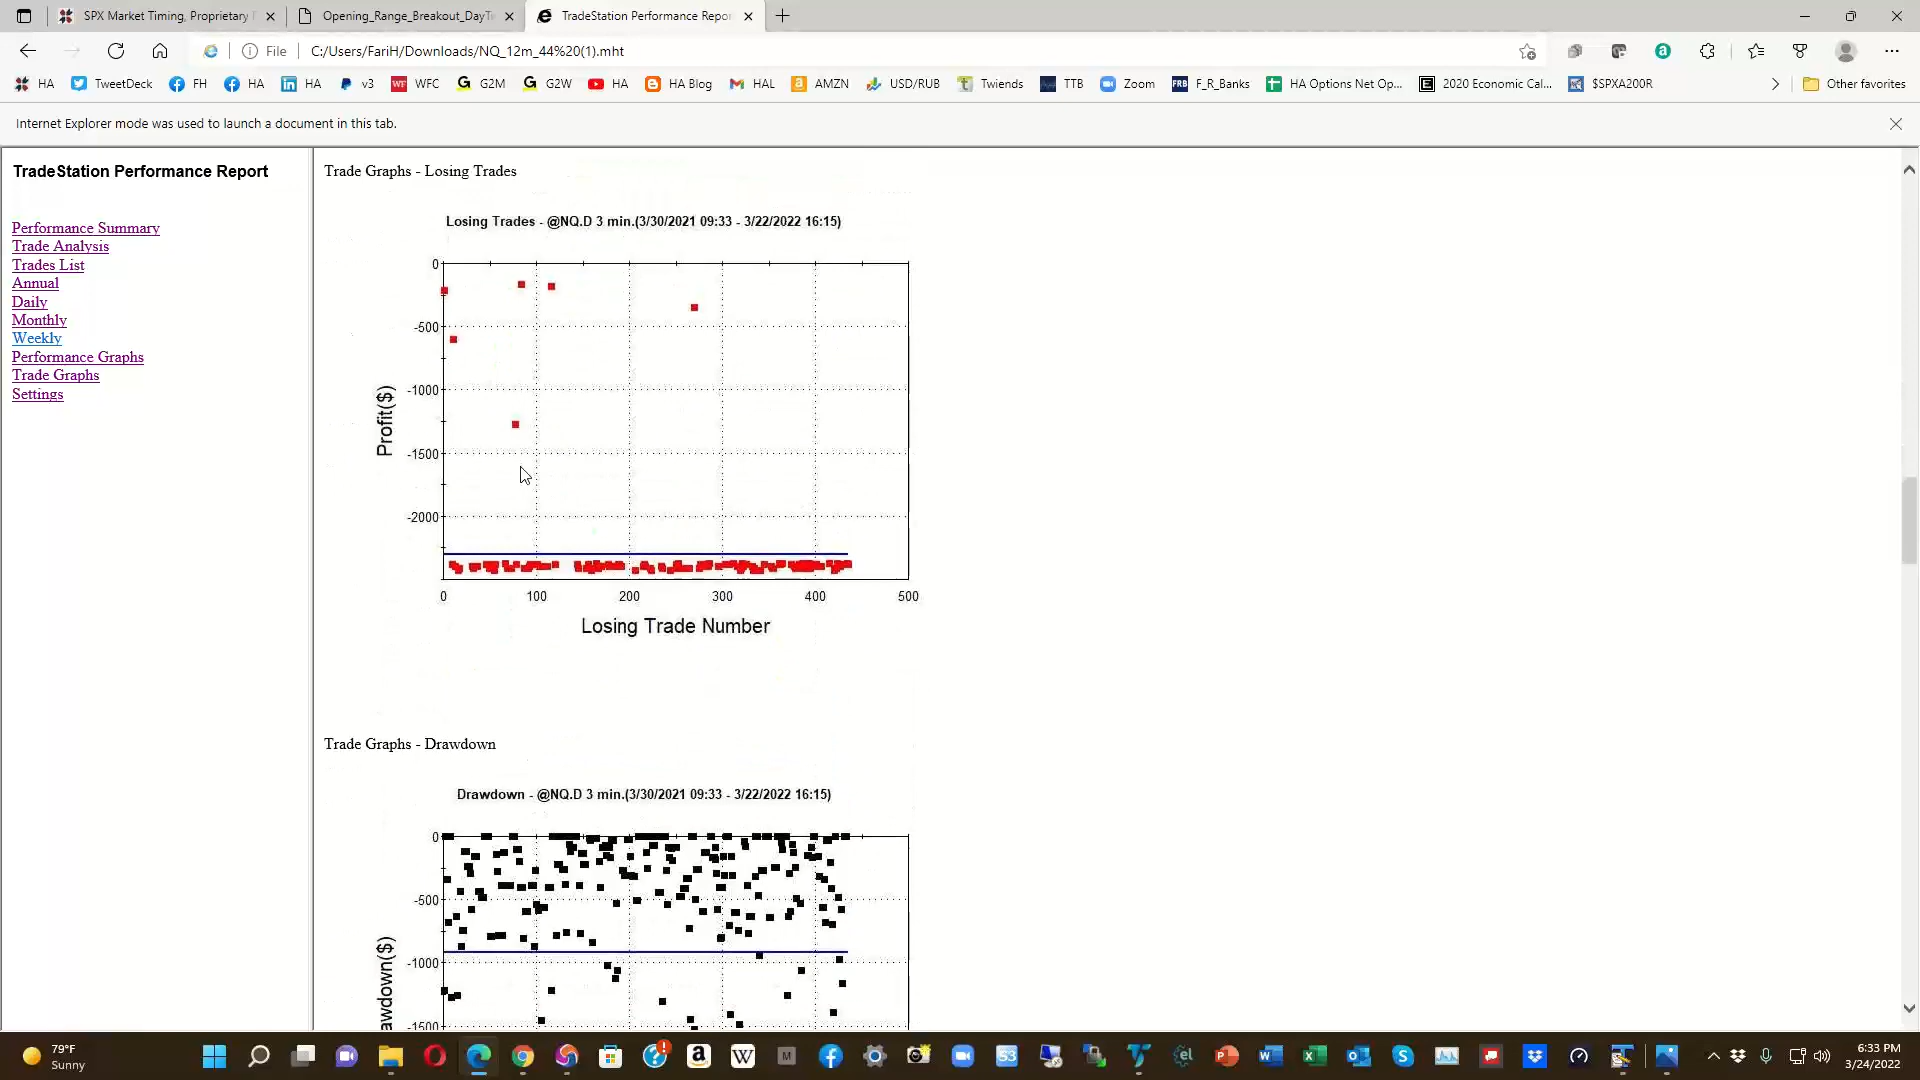 SPX Market Timing, Proprietary
Opening_Range_Breakout_DayTi
TradeStation Performance Repor
File
C:/Users/FariH/Downloads/NQ_12m_44%20(1).mht
HA
TweetDeck
FH
HA
HA
v3
WF WFC
G2M
G2W
HA
HA Blog
HAL
AMZN
USD/RUB
Twiends
TTB
Zoom
FRB F_R_Banks
HA Options Net Op...
2020 Economic Cal...
$SPXA200R
Other favorites
Internet Explorer mode was used to launch a document in this tab.
TradeStation Performance Report
Performance Summary
Trade Analysis
Trades List
Annual
Daily
Monthly
Weekly
Performance Graphs
Trade Graphs
Settings
Trade Graphs - Losing Trades
Losing Trades - @NQ.D 3 min.(3/30/2021 09:33 - 3/22/2022 16:15)
0
-500
-1000
-1500
-2000
Profit($)
0 100 200 300 400 500
Losing Trade Number
Trade Graphs - Drawdown
Drawdown - @NQ.D 3 min.(3/30/2021 09:33 - 3/22/2022 16:15)
0
-500
-1000
-1500
awdown($)
79°F
Sunny
6:33 PM
3/24/2022